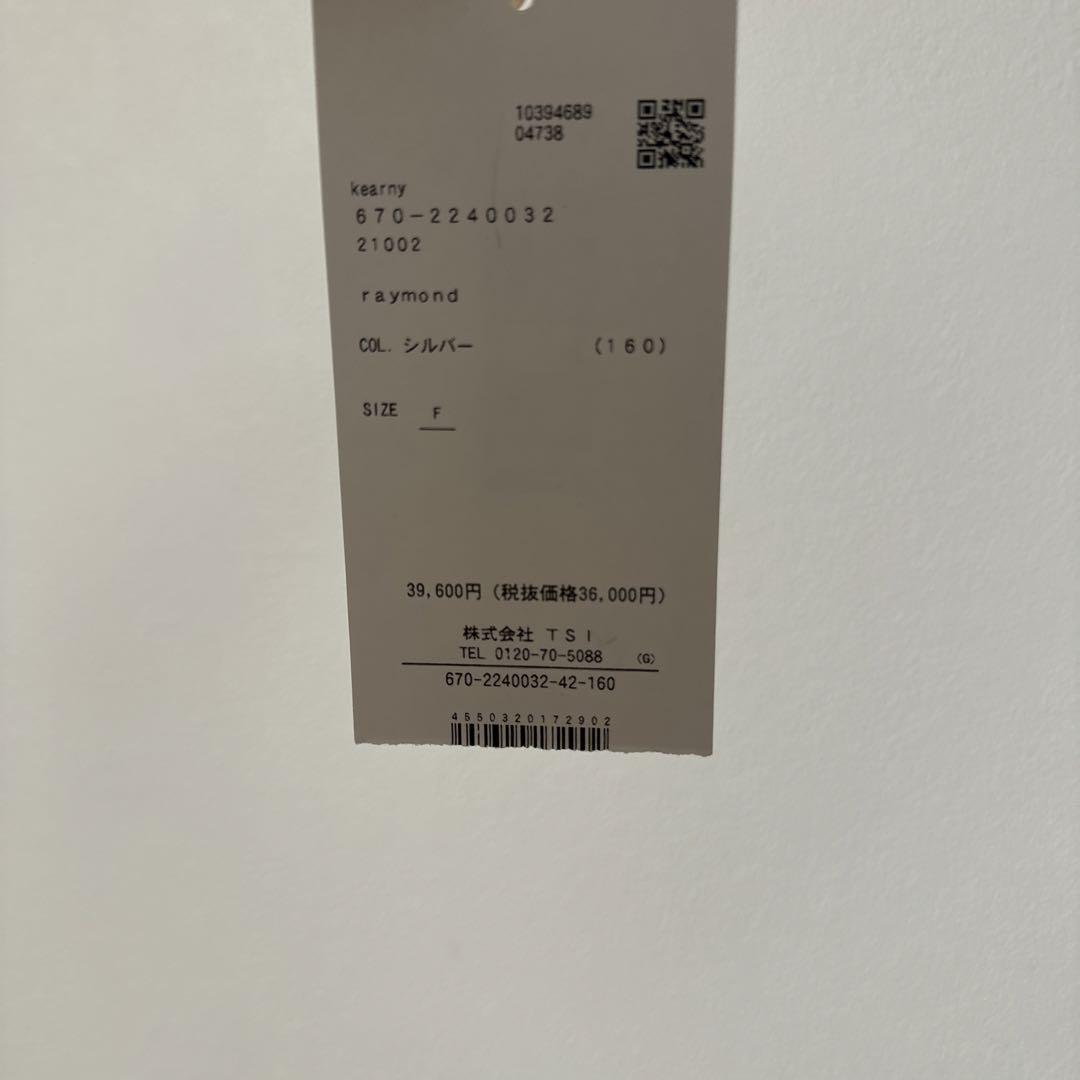 10394689
04738
kearny
670-2240032
21002
raymond
COL. シルバー (160)
SIZE F
39,600円 (税抜価格36,000円)
株式会社 TSI
TEL 0120-70-5088 (G)
670-2240032-42-160
4550320172902